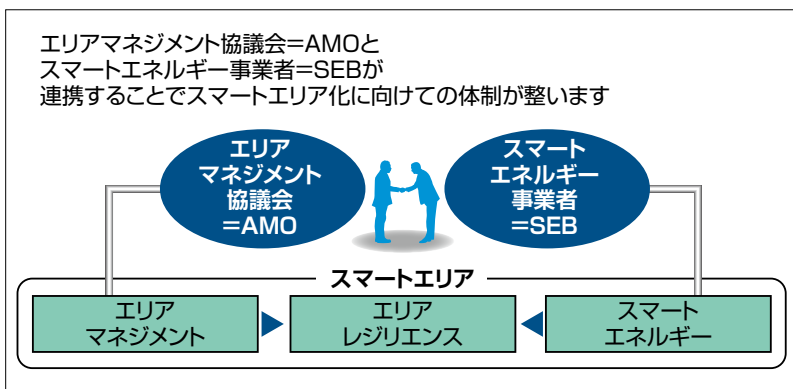 エリアマネジメント協議会=AMOと
スマートエネルギー事業者=SEBが
連携することでスマートエリア化に向けての体制が整います
エリア
マネジメント
協議会
=AMO
スマート
エネルギー
事業者
=SEB
スマートエリア
エリア
マネジメント
エリア
レジリエンス
スマート
エネルギー